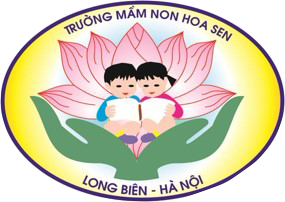 TRƯỜNG MẦM NON HOA SEN
LONG BIÊN - HÀ NỘI